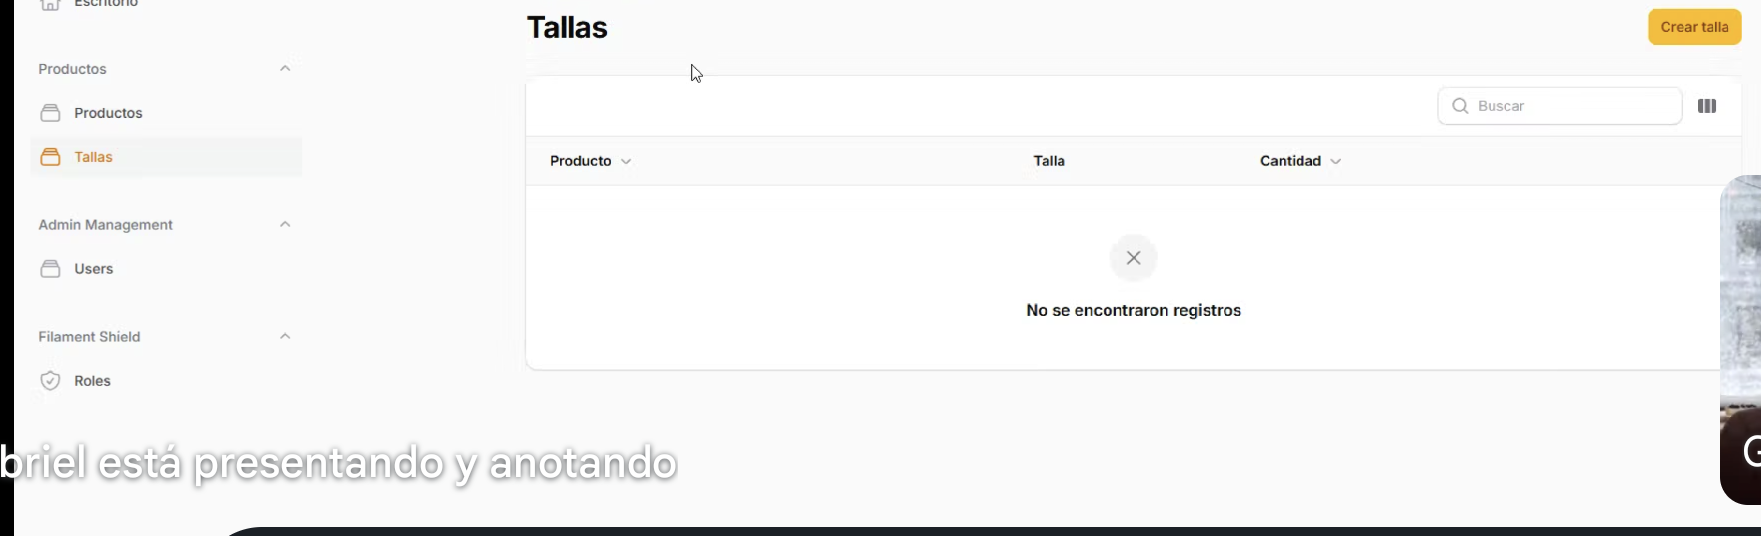 Escritorio
Tallas
Crear talla
Productos
Productos
Tallas
Buscar
Producto
Talla
Cantidad
Admin Management
Users
No se encontraron registros
Filament Shield
Roles
briel está presentando y anotando
G